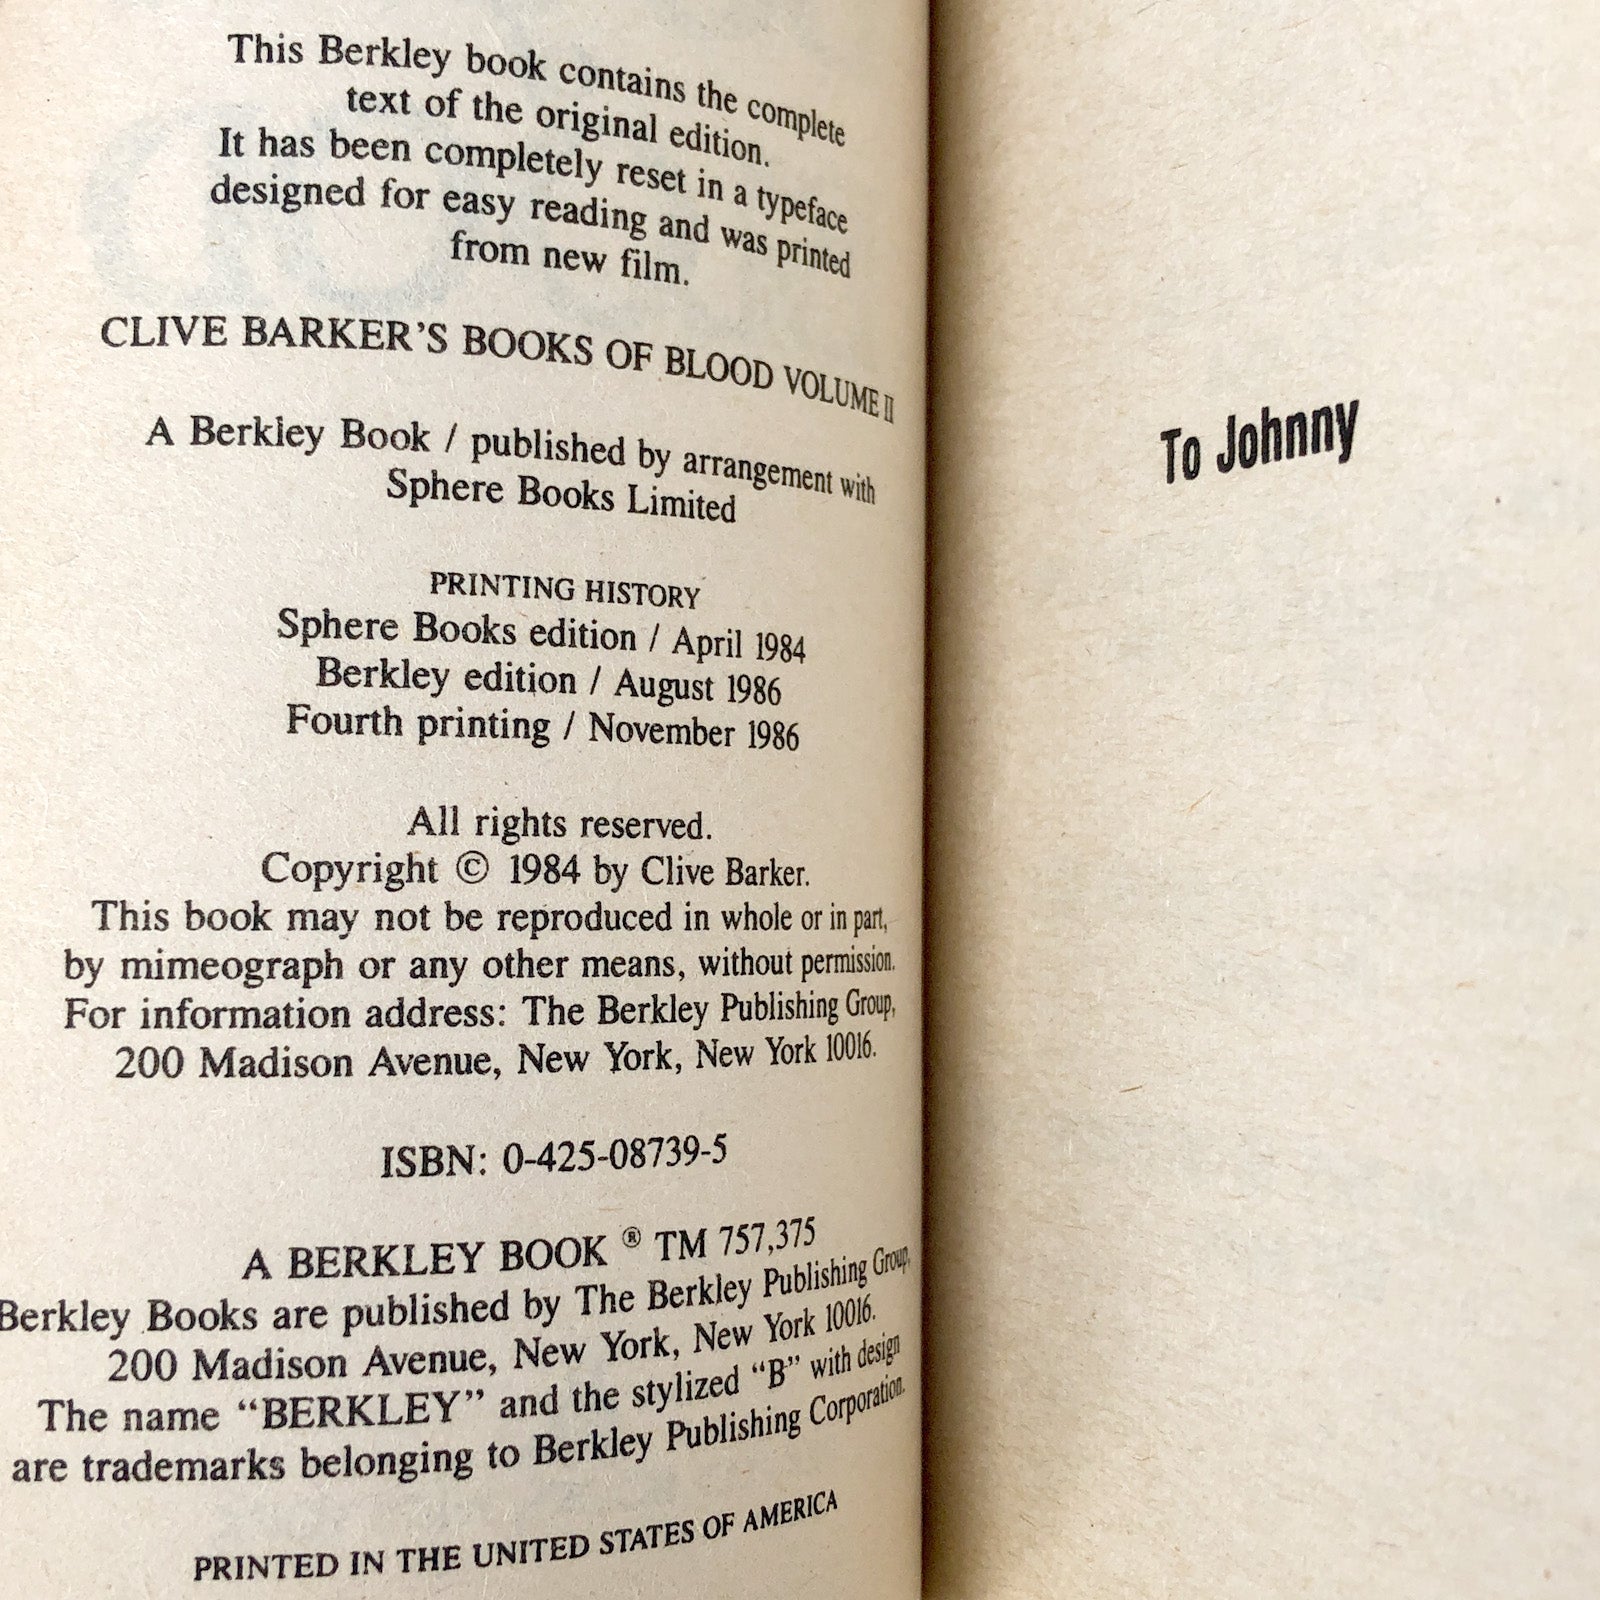 This Berkley book contains the complete
text of the original edition.
It has been completely reset in a typeface
designed for easy reading and was printed
from new film.
CLIVE BARKER'S BOOKS OF BLOOD VOLUME II
A Berkley Book / published by arrangement with
Sphere Books Limited
PRINTING HISTORY
Sphere Books edition / April 1984
Berkley edition / August 1986
Fourth printing / November 1986
All rights reserved.
Copyright © 1984 by Clive Barker.
This book may not be reproduced in whole or in part,
by mimeograph or any other means, without permission.
For information address: The Berkley Publishing Group,
200 Madison Avenue, New York, New York 10016.
ISBN: 0-425-08739-5
A BERKLEY BOOK ® TM 757,375
Berkley Books are published by The Berkley Publishing Group,
200 Madison Avenue, New York, New York 10016.
The name “BERKLEY” and the stylized “B” with design
are trademarks belonging to Berkley Publishing Corporation.
PRINTED IN THE UNITED STATES OF AMERICA
To Johnny